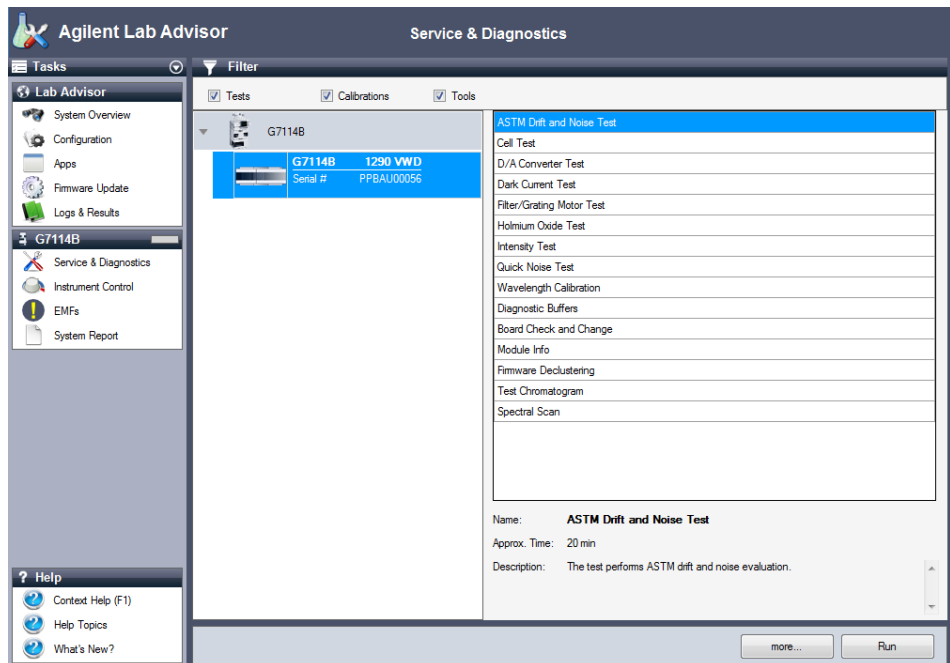 Agilent Lab Advisor
Service & Diagnostics
Tasks
Lab Advisor
System Overview
Configuration
Apps
Firmware Update
Logs & Results
G7114B
Service & Diagnostics
Instrument Control
EMFs
System Report
? Help
Context Help (F1)
Help Topics
What's New?
Filter
Tests Calibrations Tools
G7114B
G7114B 1290 VWD
Serial # PPBAU00056
ASTM Drift and Noise Test
Cell Test
D/A Converter Test
Dark Current Test
Filter/Grating Motor Test
Holmium Oxide Test
Intensity Test
Quick Noise Test
Wavelength Calibration
Diagnostic Buffers
Board Check and Change
Module Info
Firmware Declustering
Test Chromatogram
Spectral Scan
Name: ASTM Drift and Noise Test
Approx. Time: 20 min
Description: The test performs ASTM drift and noise evaluation.
more... Run